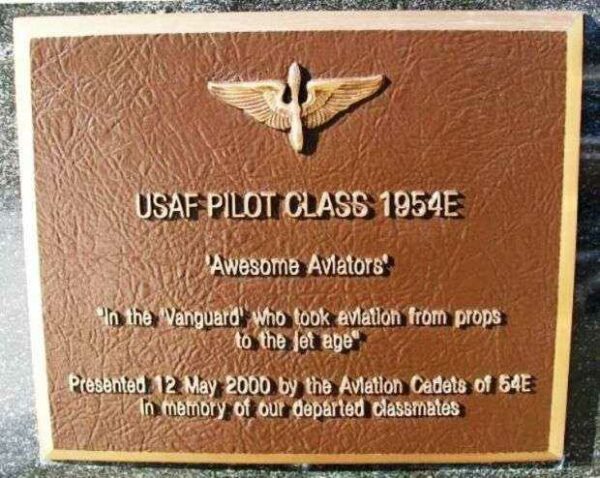 USAF PILOT CLASS 1954E
'Awesome Aviators'
"In the 'Vanguard' who took aviation from props
to the jet age"
Presented 12 May 2000 by the Aviation Cadets of 54E
In memory of our departed classmates